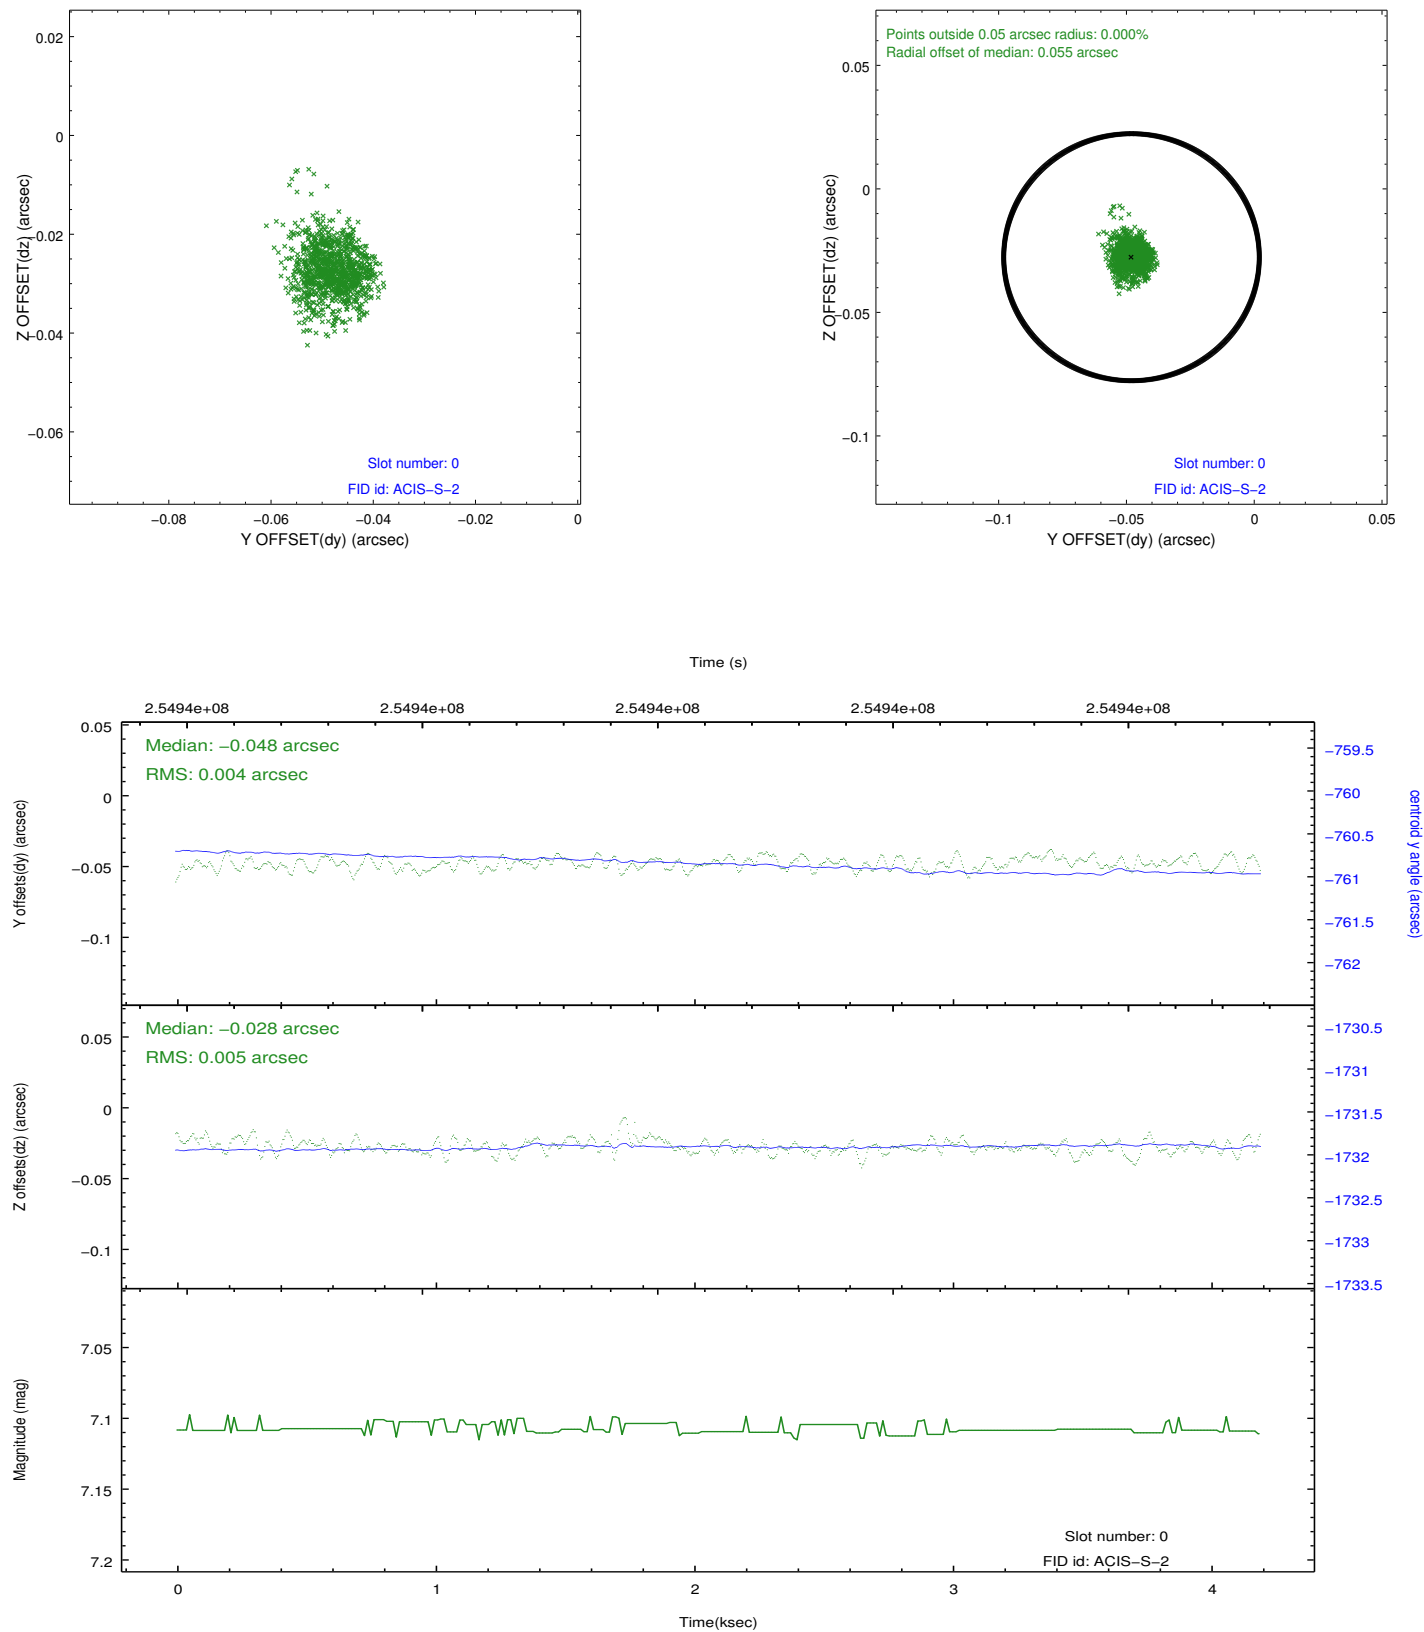 0.02
0
−0.02
−0.04
−0.06
Z OFFSET(dz) (arcsec)
Slot number: 0
FID id: ACIS−S−2
−0.08 −0.06 −0.04 −0.02 0
Y OFFSET(dy) (arcsec)
Points outside 0.05 arcsec radius: 0.000%
Radial offset of median: 0.055 arcsec
0.05
0
−0.05
−0.1
Z OFFSET(dz) (arcsec)
Slot number: 0
FID id: ACIS−S−2
−0.1 −0.05 0 0.05
Y OFFSET(dy) (arcsec)
Time (s)
2.5494e+08 2.5494e+08 2.5494e+08 2.5494e+08 2.5494e+08
Median: −0.048 arcsec
RMS: 0.004 arcsec
0.05
0
−0.05
−0.1
Y offsets(dy) (arcsec)
−759.5
−760
−760.5
−761
−761.5
−762
centroid y angle (arcsec)
Median: −0.028 arcsec
RMS: 0.005 arcsec
0.05
0
−0.05
−0.1
Z offsets(dz) (arcsec)
−1730.5
−1731
−1731.5
−1732
−1732.5
−1733
−1733.5
7.05
7.1
7.15
7.2
Magnitude (mag)
Slot number: 0
FID id: ACIS−S−2
0 1 2 3 4
Time(ksec)